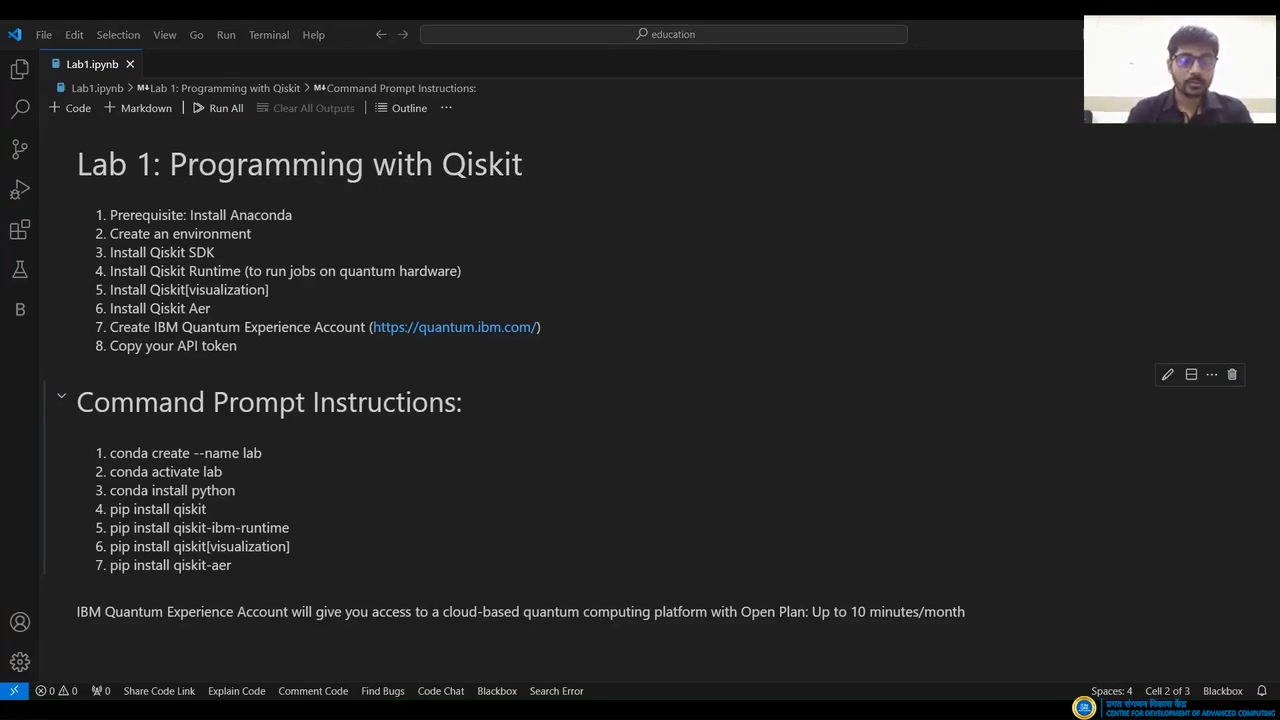 File Edit Selection View Go Run Terminal Help
education
Lab1.ipynb
Lab1.ipynb > M↓Lab 1: Programming with Qiskit > M↓Command Prompt Instructions:
+ Code + Markdown Run All Clear All Outputs Outline ...
Lab 1: Programming with Qiskit
1. Prerequisite: Install Anaconda
2. Create an environment
3. Install Qiskit SDK
4. Install Qiskit Runtime (to run jobs on quantum hardware)
5. Install Qiskit[visualization]
6. Install Qiskit Aer
7. Create IBM Quantum Experience Account (https://quantum.ibm.com/)
8. Copy your API token
Command Prompt Instructions:
1. conda create --name lab
2. conda activate lab
3. conda install python
4. pip install qiskit
5. pip install qiskit-ibm-runtime
6. pip install qiskit[visualization]
7. pip install qiskit-aer
IBM Quantum Experience Account will give you access to a cloud-based quantum computing platform with Open Plan: Up to 10 minutes/month
B
0 0 0 Share Code Link Explain Code Comment Code Find Bugs Code Chat Blackbox Search Error Spaces: 4 Cell 2 of 3 Blackbox
प्रगत संगणन विकास केंद्र
CENTRE FOR DEVELOPMENT OF ADVANCED COMPUTING